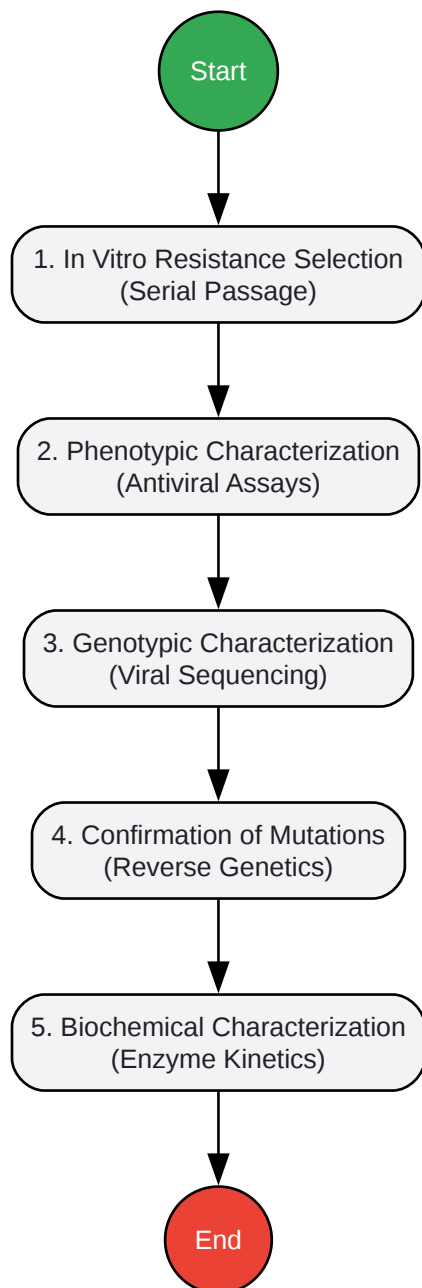 Start
1. In Vitro Resistance Selection
(Serial Passage)
2. Phenotypic Characterization
(Antiviral Assays)
3. Genotypic Characterization
(Viral Sequencing)
4. Confirmation of Mutations
(Reverse Genetics)
5. Biochemical Characterization
(Enzyme Kinetics)
End